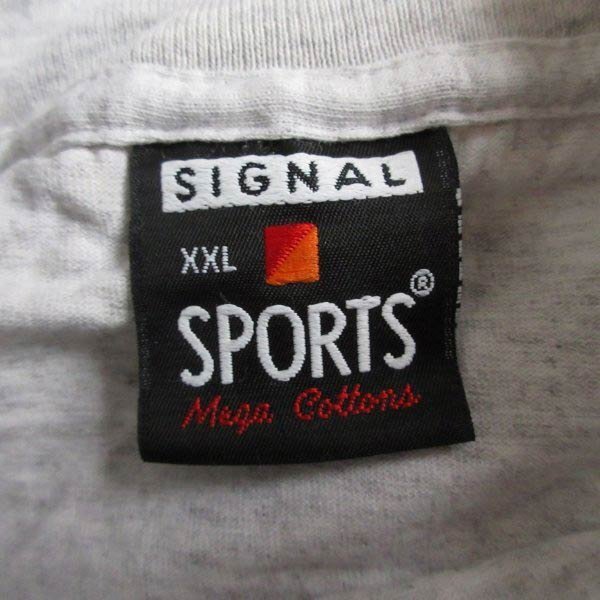 SIGNAL
XXL
SPORTS®
Mega Cottons